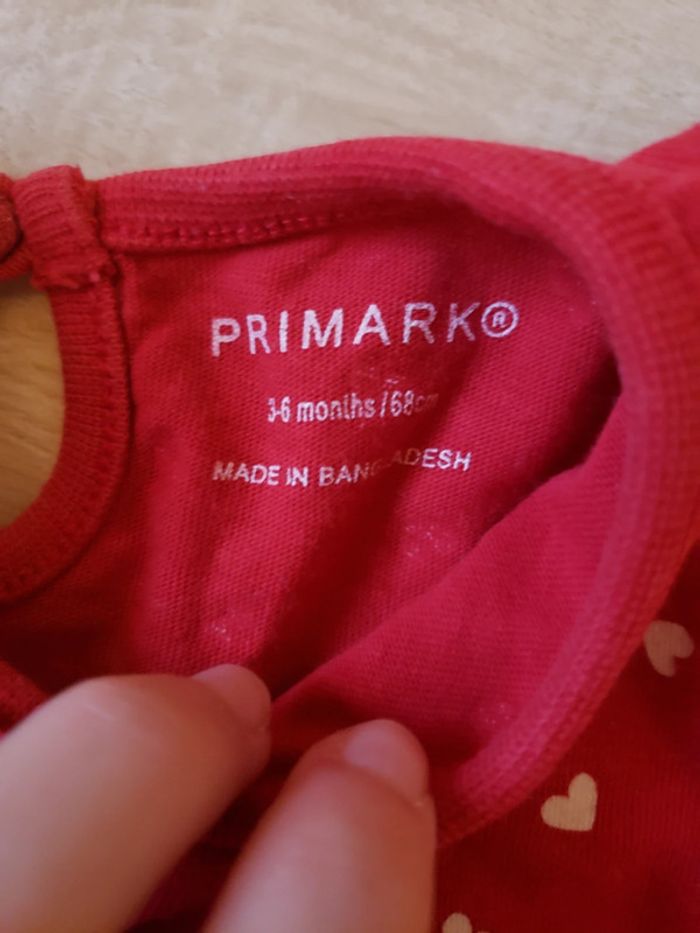 PRIMARK®
3-6 months / 68cm
MADE IN BANGLADESH